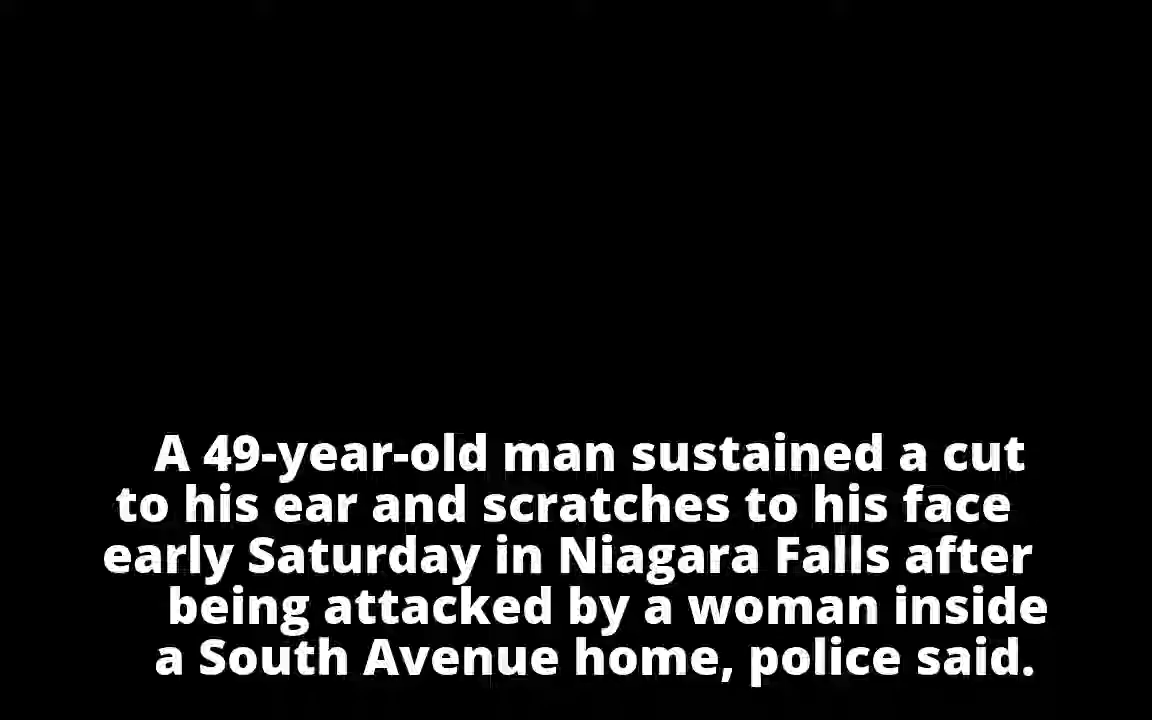 A 49-year-old man sustained a cut
to his ear and scratches to his face
early Saturday in Niagara Falls after
being attacked by a woman inside
a South Avenue home, police said.